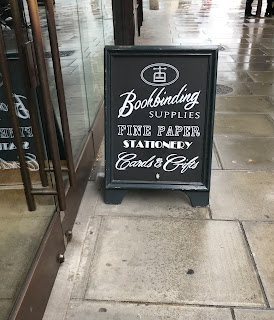 Bookbinding
SUPPLIES
FINE PAPER
STATIONERY
Cards & Gifts